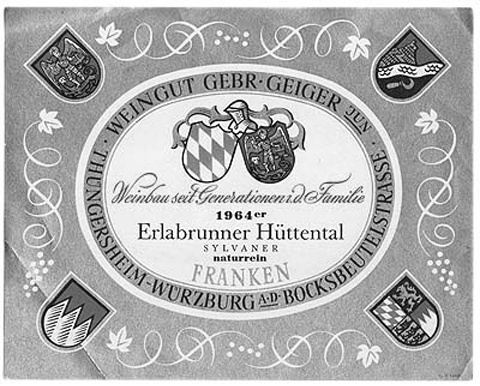 WEINGUT GEBR· GEIGER JUN.
THÜNGERSHEIM-WÜRZBURG A·D· BOCKSBEUTELSTRASSE
Weinbau seit Generationen i.d. Familie
1964er
Erlabrunner Hüttental
SYLVANER
naturrein
FRANKEN